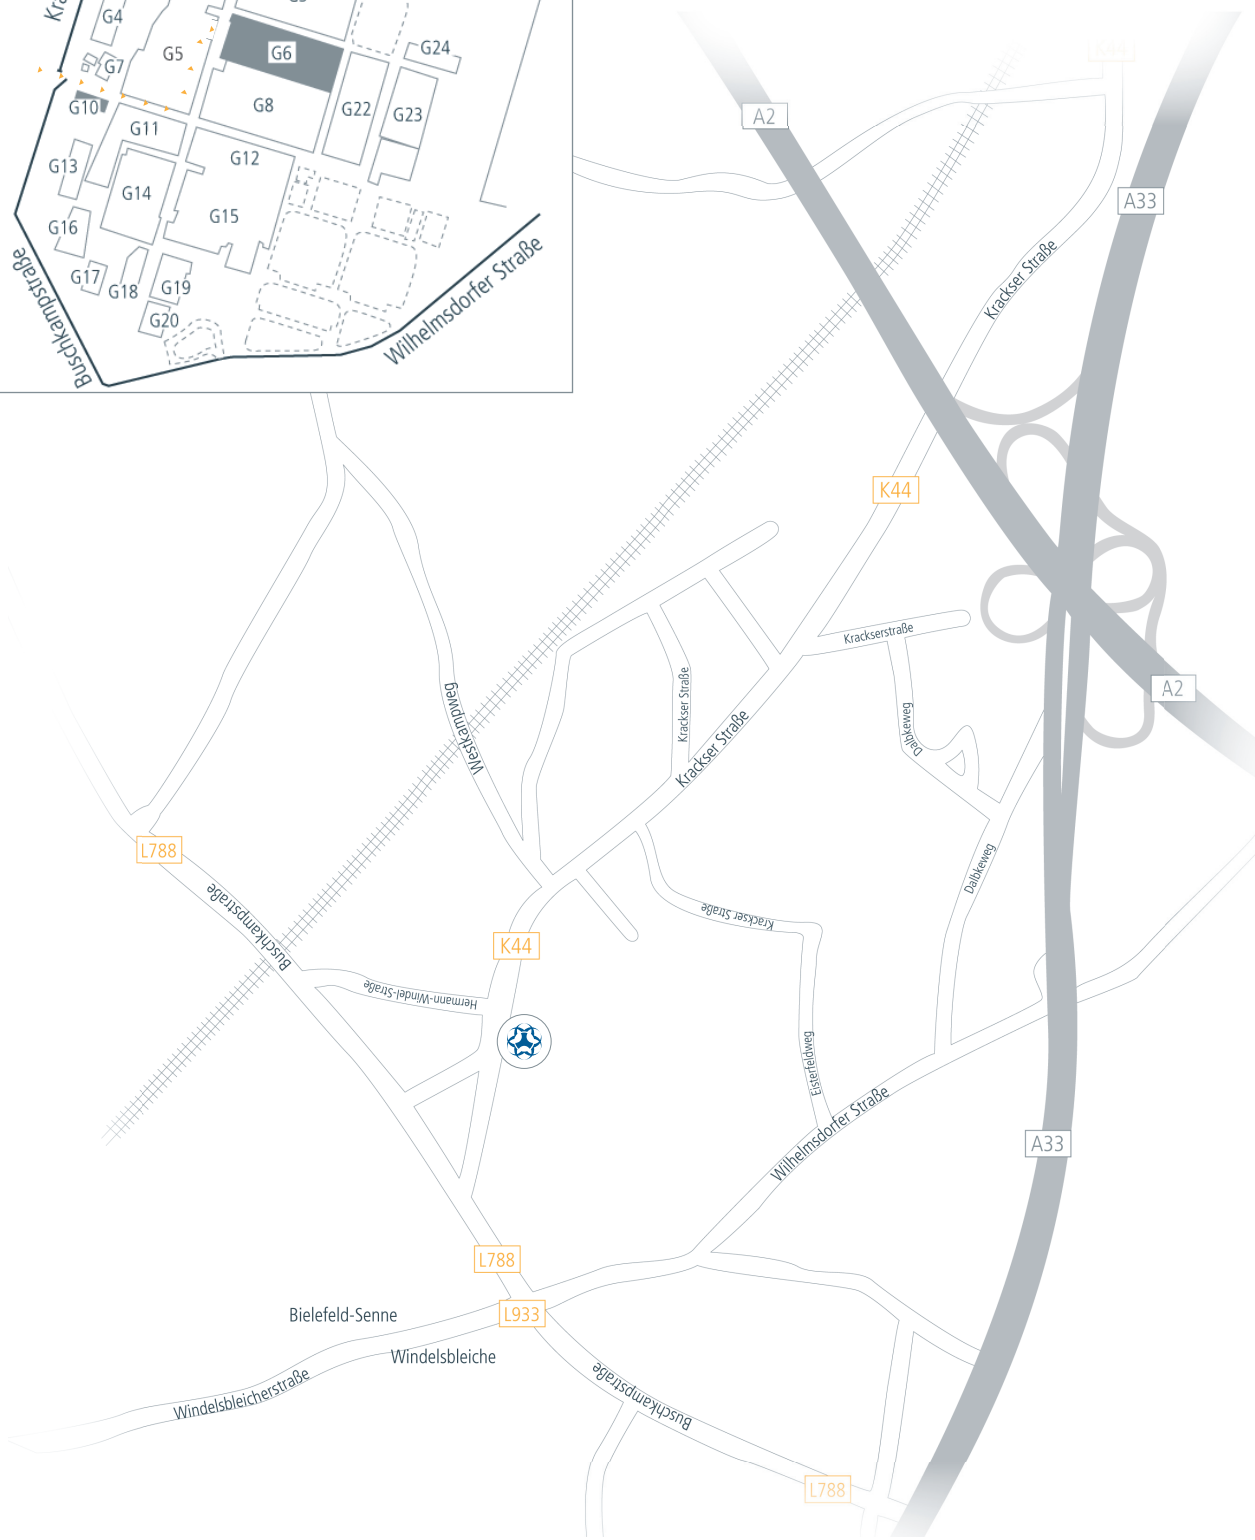 Kra
G4
G5
G6
G24
G7
G10
G8
G22
G23
G11
G12
G13
G14
G15
G16
G17
G18
G19
G20
Buschkampstraße
Wilhelmsdorfer Straße
K44
A2
A33
Krackser Straße
K44
Krackserstraße
Krackser Straße
Westkampweg
Krackser Straße
Dalbkeweg
A2
L788
Dalbkeweg
Buschkampstraße
Krackser Straße
K44
Hermann-Windel-Straße
Eisterfeldweg
Wilhelmsdorfer Straße
A33
L788
Bielefeld-Senne
L933
Windelsbleiche
Windelsbleicherstraße
Buschkampstraße
L788